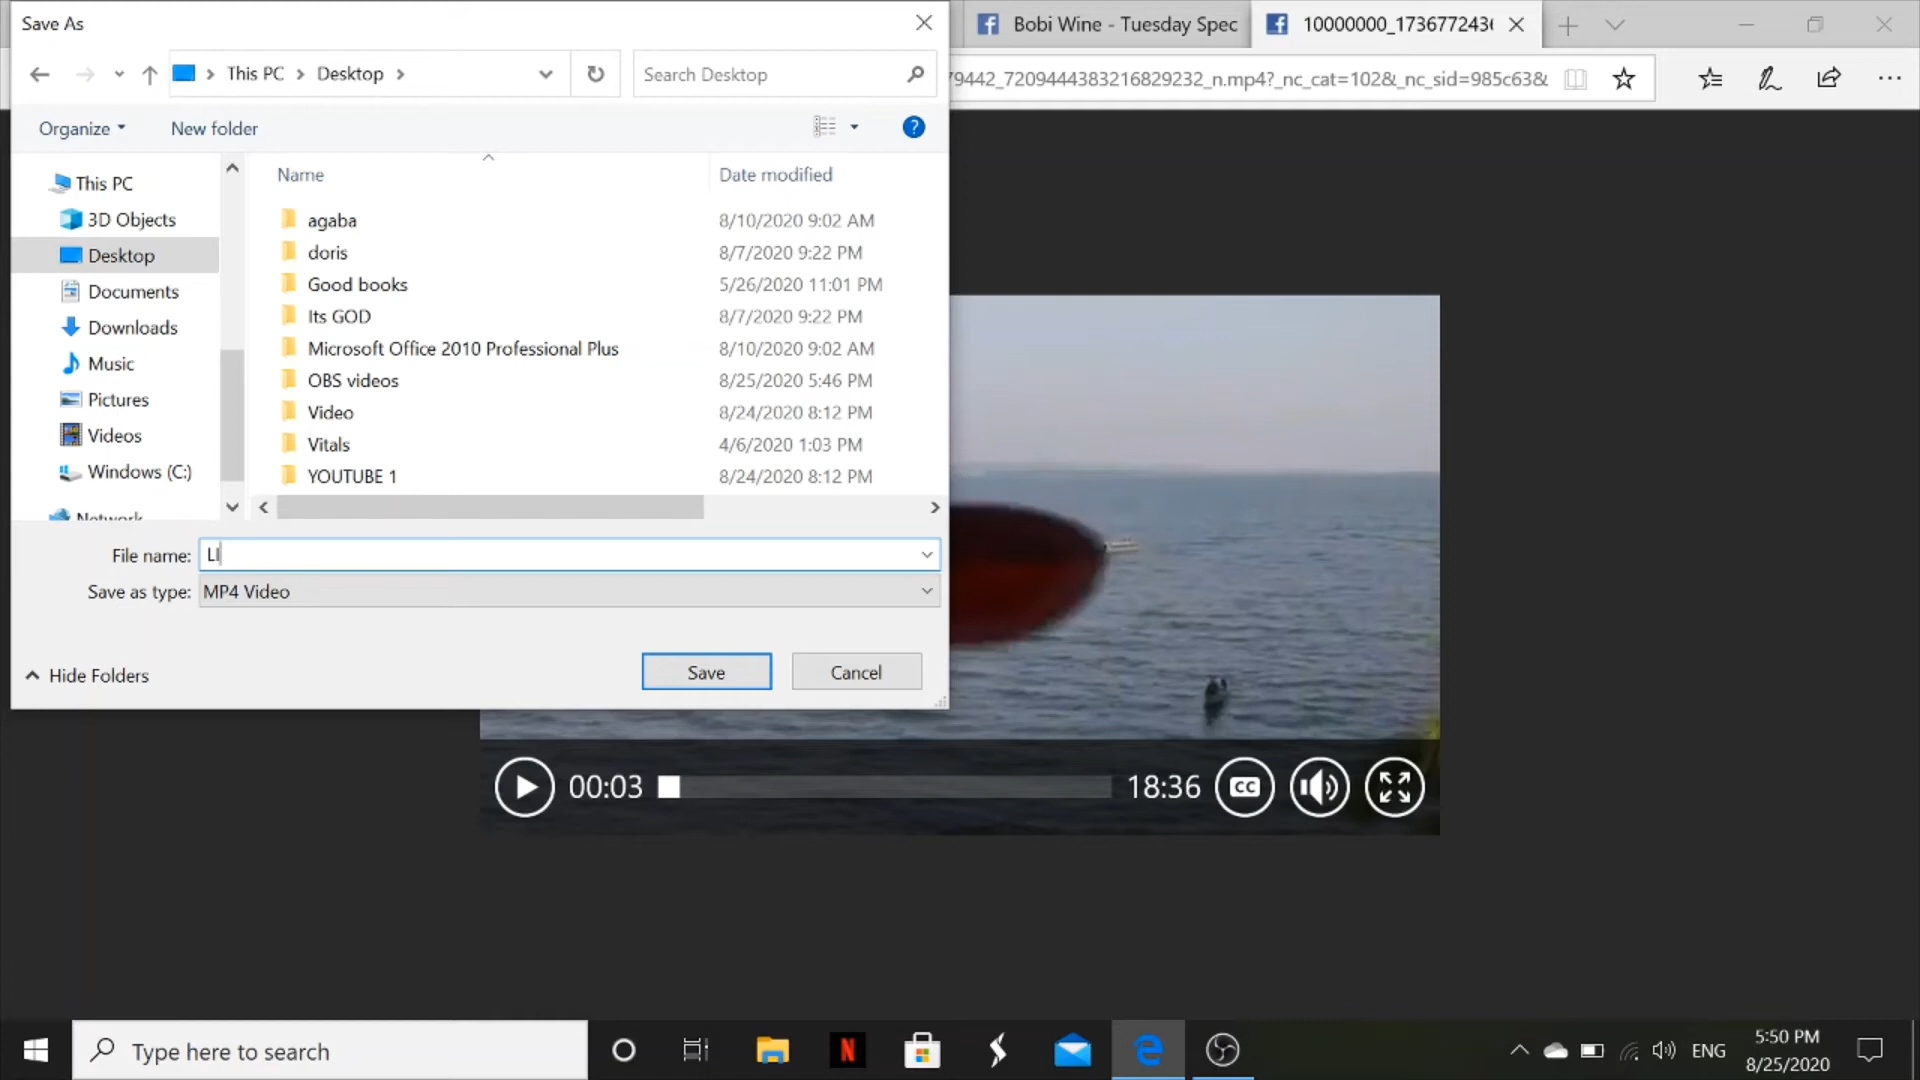 Save As
Bobi Wine - Tuesday Spec
10000000_1736772436
This PC
Desktop
Search Desktop
79442_7209444383216829232_n.mp4?_nc_cat=102&_nc_sid=985c63&
Organize
New folder
?
Name
Date modified
This PC
3D Objects
Desktop
Documents
Downloads
Music
Pictures
Videos
Windows (C:)
Network
agaba 8/10/2020 9:02 AM
doris 8/7/2020 9:22 PM
Good books 5/26/2020 11:01 PM
Its GOD 8/7/2020 9:22 PM
Microsoft Office 2010 Professional Plus 8/10/2020 9:02 AM
OBS videos 8/25/2020 5:46 PM
Video 8/24/2020 8:12 PM
Vitals 4/6/2020 1:03 PM
YOUTUBE 1 8/24/2020 8:12 PM
File name: LI
Save as type: MP4 Video
Hide Folders
Save
Cancel
00:03
18:36
CC
Type here to search
N
ENG
5:50 PM
8/25/2020